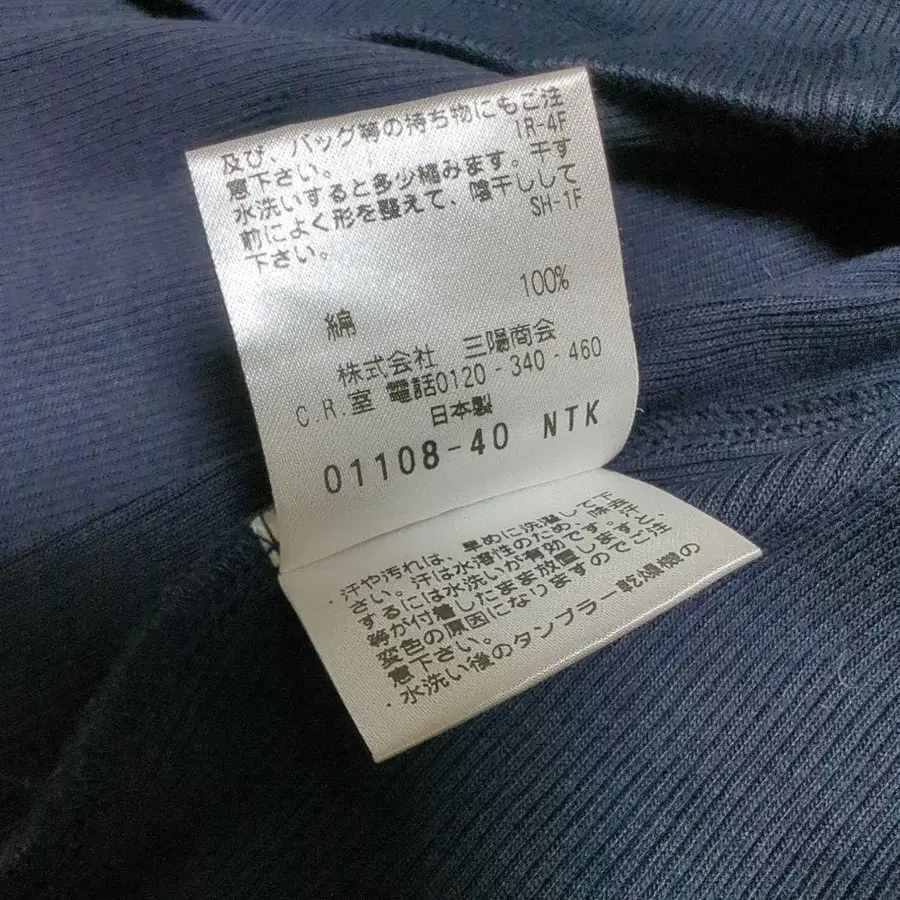 及び、バッグ等の持ち物にもご注
意下さい。 1R-4F
水洗いすると多少縮みます。干す
前によく形を整えて、陰干しして
下さい。 SH-1F
綿 100%
株式会社 三陽商会
C.R.室 電話0120-340-460
日本製
01108-40 NTK
・汗や汚れは、早めに洗濯して下
さい。汗は水溶性のため、除去
するには水洗いが有効です。汗と、
等が付着したまま放置しますと、
変色の原因になりますのでご注
意下さい。
・水洗い後のタンブラー乾燥機の